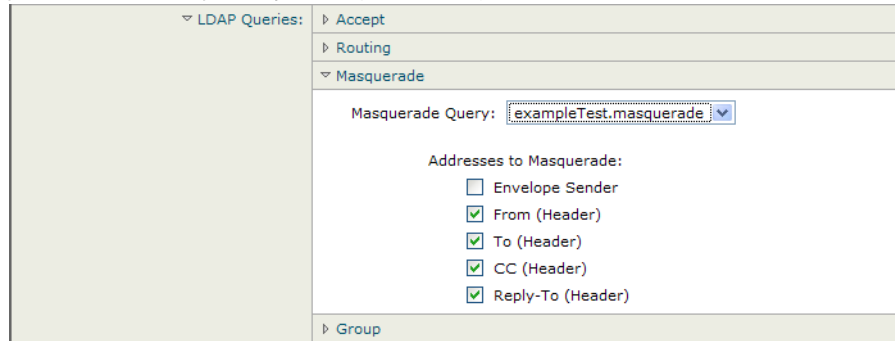 LDAP Queries:
Accept
Routing
Masquerade
Masquerade Query: exampleTest.masquerade
Addresses to Masquerade:
Envelope Sender
From (Header)
To (Header)
CC (Header)
Reply-To (Header)
Group